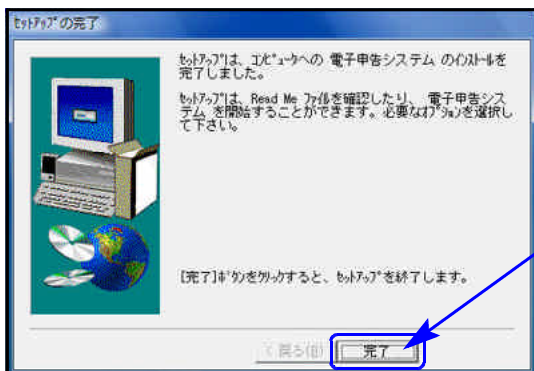 ｾｯﾄｱｯﾌﾟの完了
ｾｯﾄｱｯﾌﾟは、ｺﾝﾋﾟｭｰﾀへの 電子申告システム のｲﾝｽﾄｰﾙを
完了しました。
ｾｯﾄｱｯﾌﾟは、Read Me ﾌｧｲﾙを確認したり、 電子申告シス
テム を開始することができます。必要なｵﾌﾟｼｮﾝを選択し
て下さい。
[完了]ﾎﾞﾀﾝをｸﾘｯｸすると、ｾｯﾄｱｯﾌﾟを終了します。
< 戻る(B)
完了